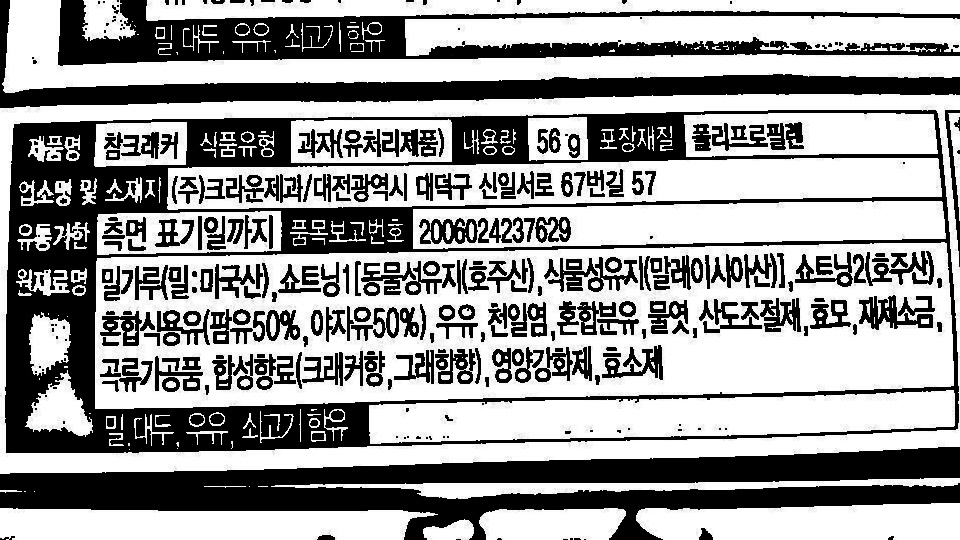 밀, 대두, 우유, 쇠고기 함유
제품명 참크래커 식품유형 과자(유처리제품) 내용량 56 g 포장재질 폴리프로필렌
업소명 및 소재지 (주)크라운제과/대전광역시 대덕구 신일서로 67번길 57
유통기한 측면 표기일까지 품목보고번호 2006024237629
원재료명 밀가루(밀:미국산), 쇼트닝1[동물성유지(호주산), 식물성유지(말레이시아산)], 쇼트닝2(호주산),
혼합식용유(팜유50%, 야자유50%), 우유, 천일염, 혼합분유, 물엿, 산도조절제, 효모, 재제소금,
곡류가공품, 합성향료(크래커향, 그래햄향), 영양강화제, 효소제
밀, 대두, 우유, 쇠고기 함유